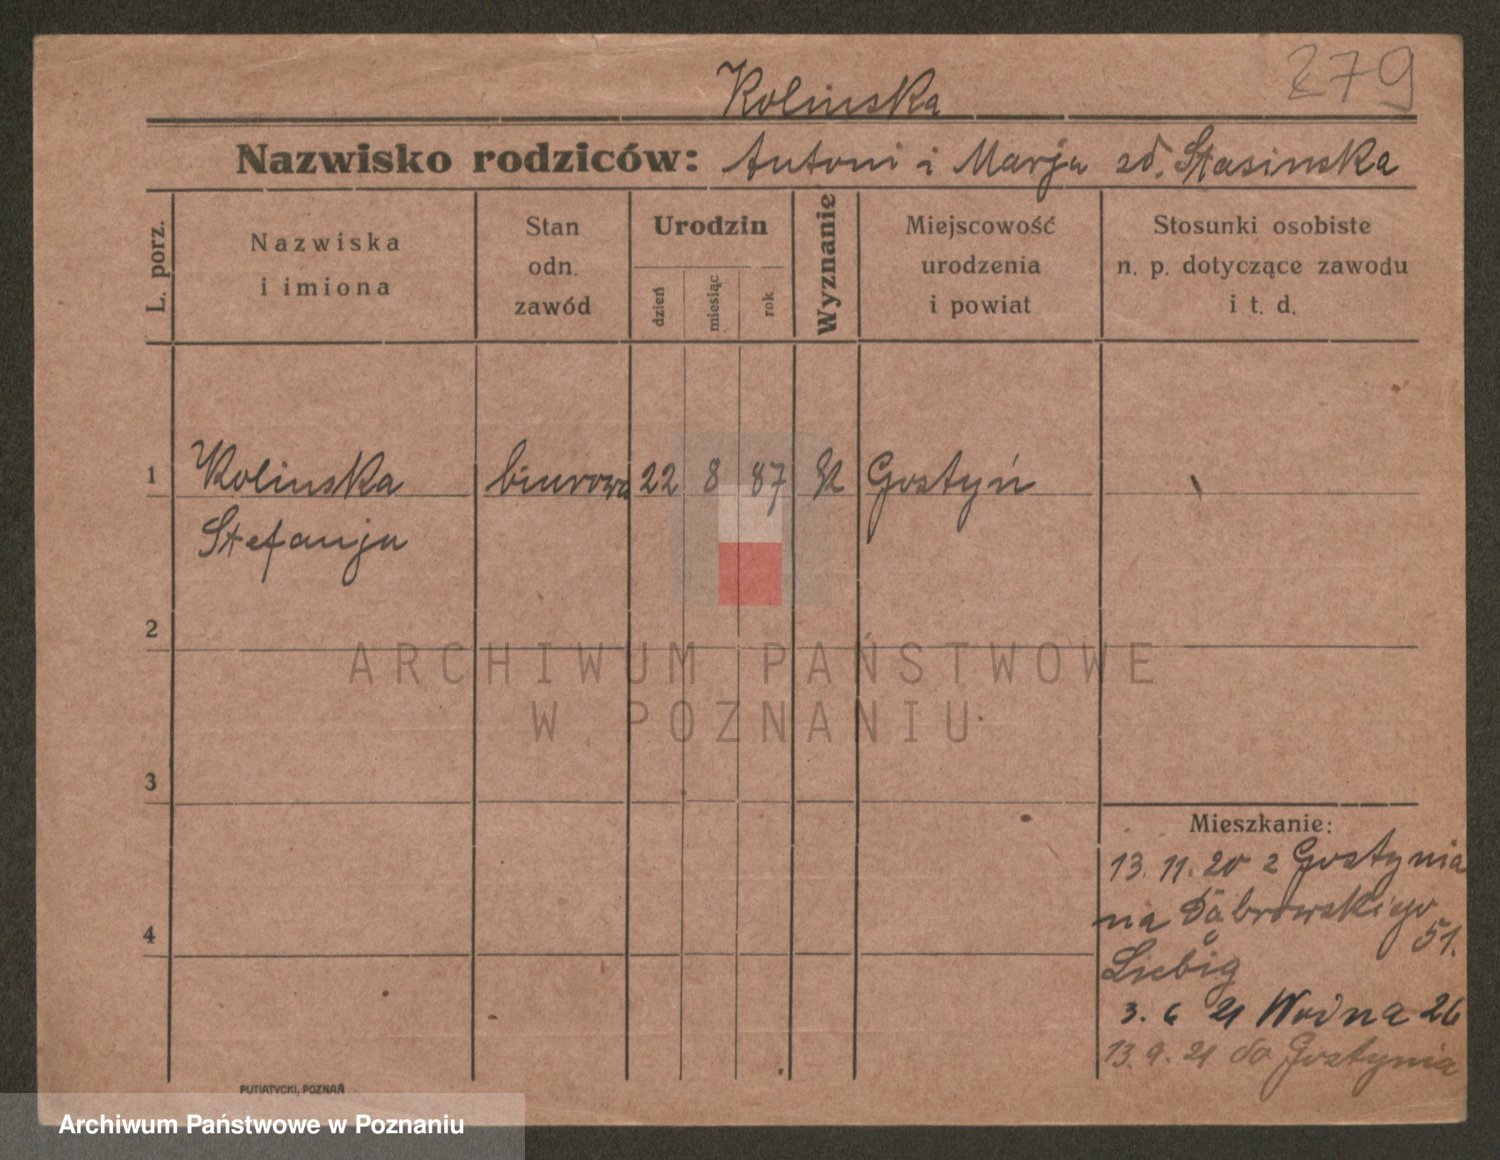 279
Kolinska
Nazwisko rodziców: Antoni i Marja zd. Stasinska
L. porz.
Nazwiska
i imiona
Stan
odn.
zawód
Urodzin
dzień
miesiąc
rok
Wyznanie
Miejscowość
urodzenia
i powiat
Stosunki osobiste
n. p. dotyczące zawodu
i t. d.
1 Kolinska biurowa 22 8 87 Gostyń
Stefanja
2
ARCHIWUM PAŃSTWOWE
W POZNANIU
3
Mieszkanie:
13. 11. 20 z Gostynia
na Dąbrowskiego
51.
4
Liebig
3. 6 21 Wodna 26
13. 9. 21 do Gostynia
PUTIATYCKI, POZNAŃ
Archiwum Państwowe w Poznaniu